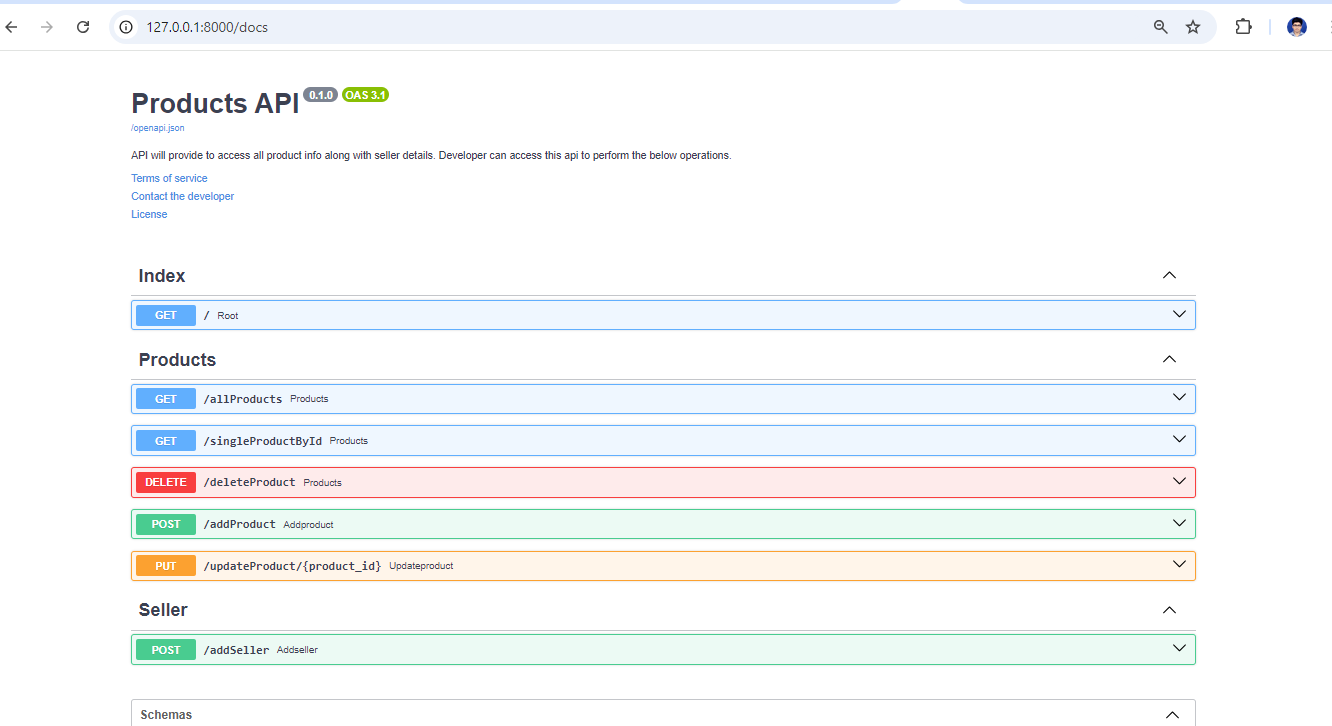 127.0.0.1:8000/docs
Products API 0.1.0 OAS 3.1
/openapi.json
API will provide to access all product info along with seller details. Developer can access this api to perform the below operations.
Terms of service
Contact the developer
License
Index
GET / Root
Products
GET /allProducts Products
GET /singleProductById Products
DELETE /deleteProduct Products
POST /addProduct Addproduct
PUT /updateProduct/{product_id} Updateproduct
Seller
POST /addSeller Addseller
Schemas